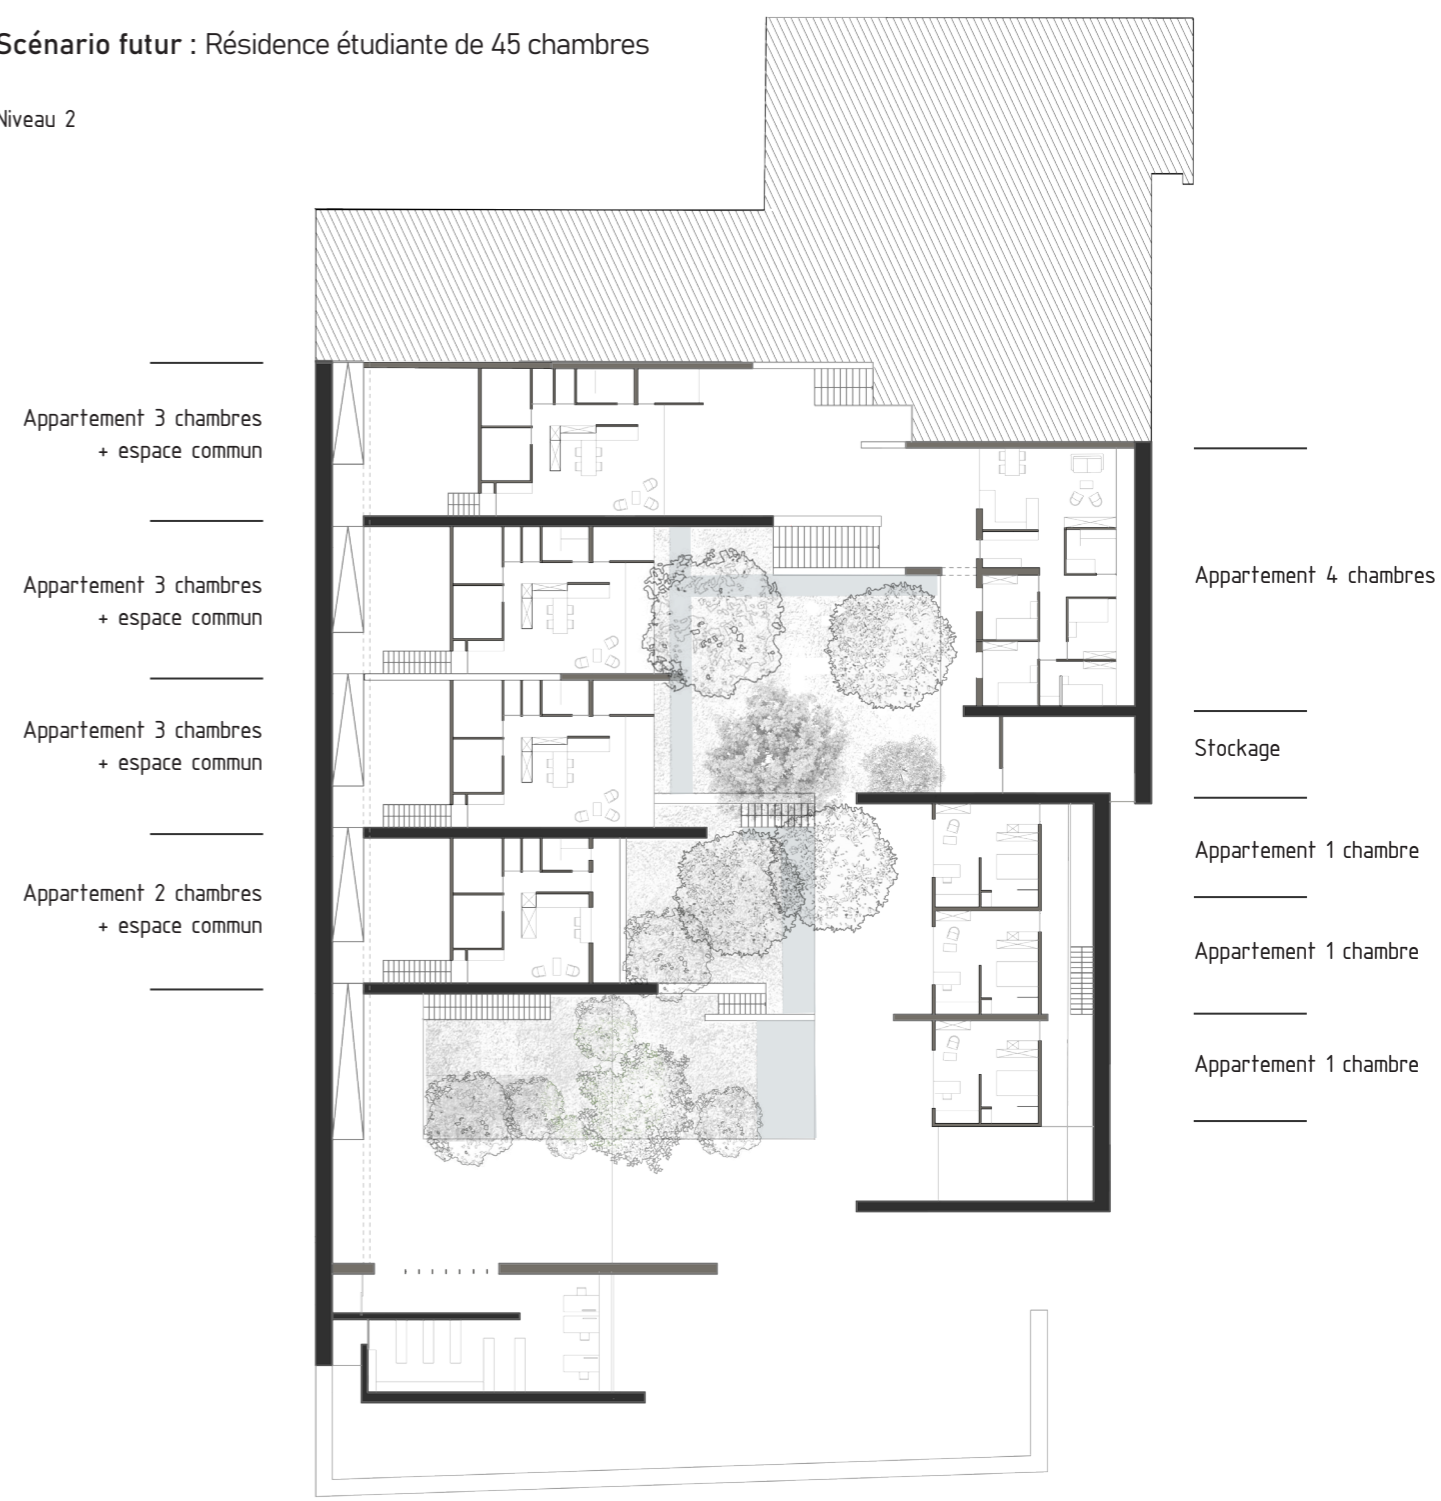 Scénario futur : Résidence étudiante de 45 chambres
Niveau 2
Appartement 3 chambres
+ espace commun
Appartement 3 chambres
+ espace commun
Appartement 3 chambres
+ espace commun
Appartement 2 chambres
+ espace commun
Appartement 4 chambres
Stockage
Appartement 1 chambre
Appartement 1 chambre
Appartement 1 chambre